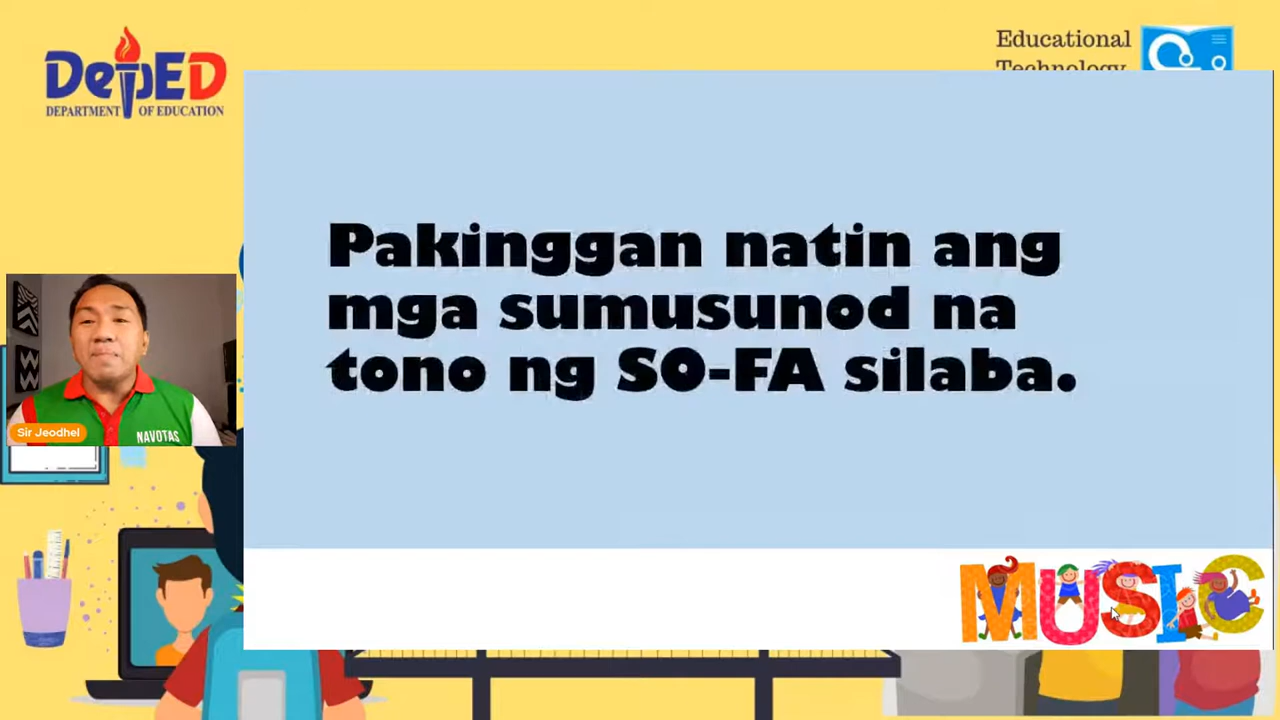 DepED
DEPARTMENT OF EDUCATION
Educational
Technology
Pakinggan natin ang
mga sumusunod na
tono ng SO-FA silaba.
NAVOTAS
Sir Jeodhel
MUSIC